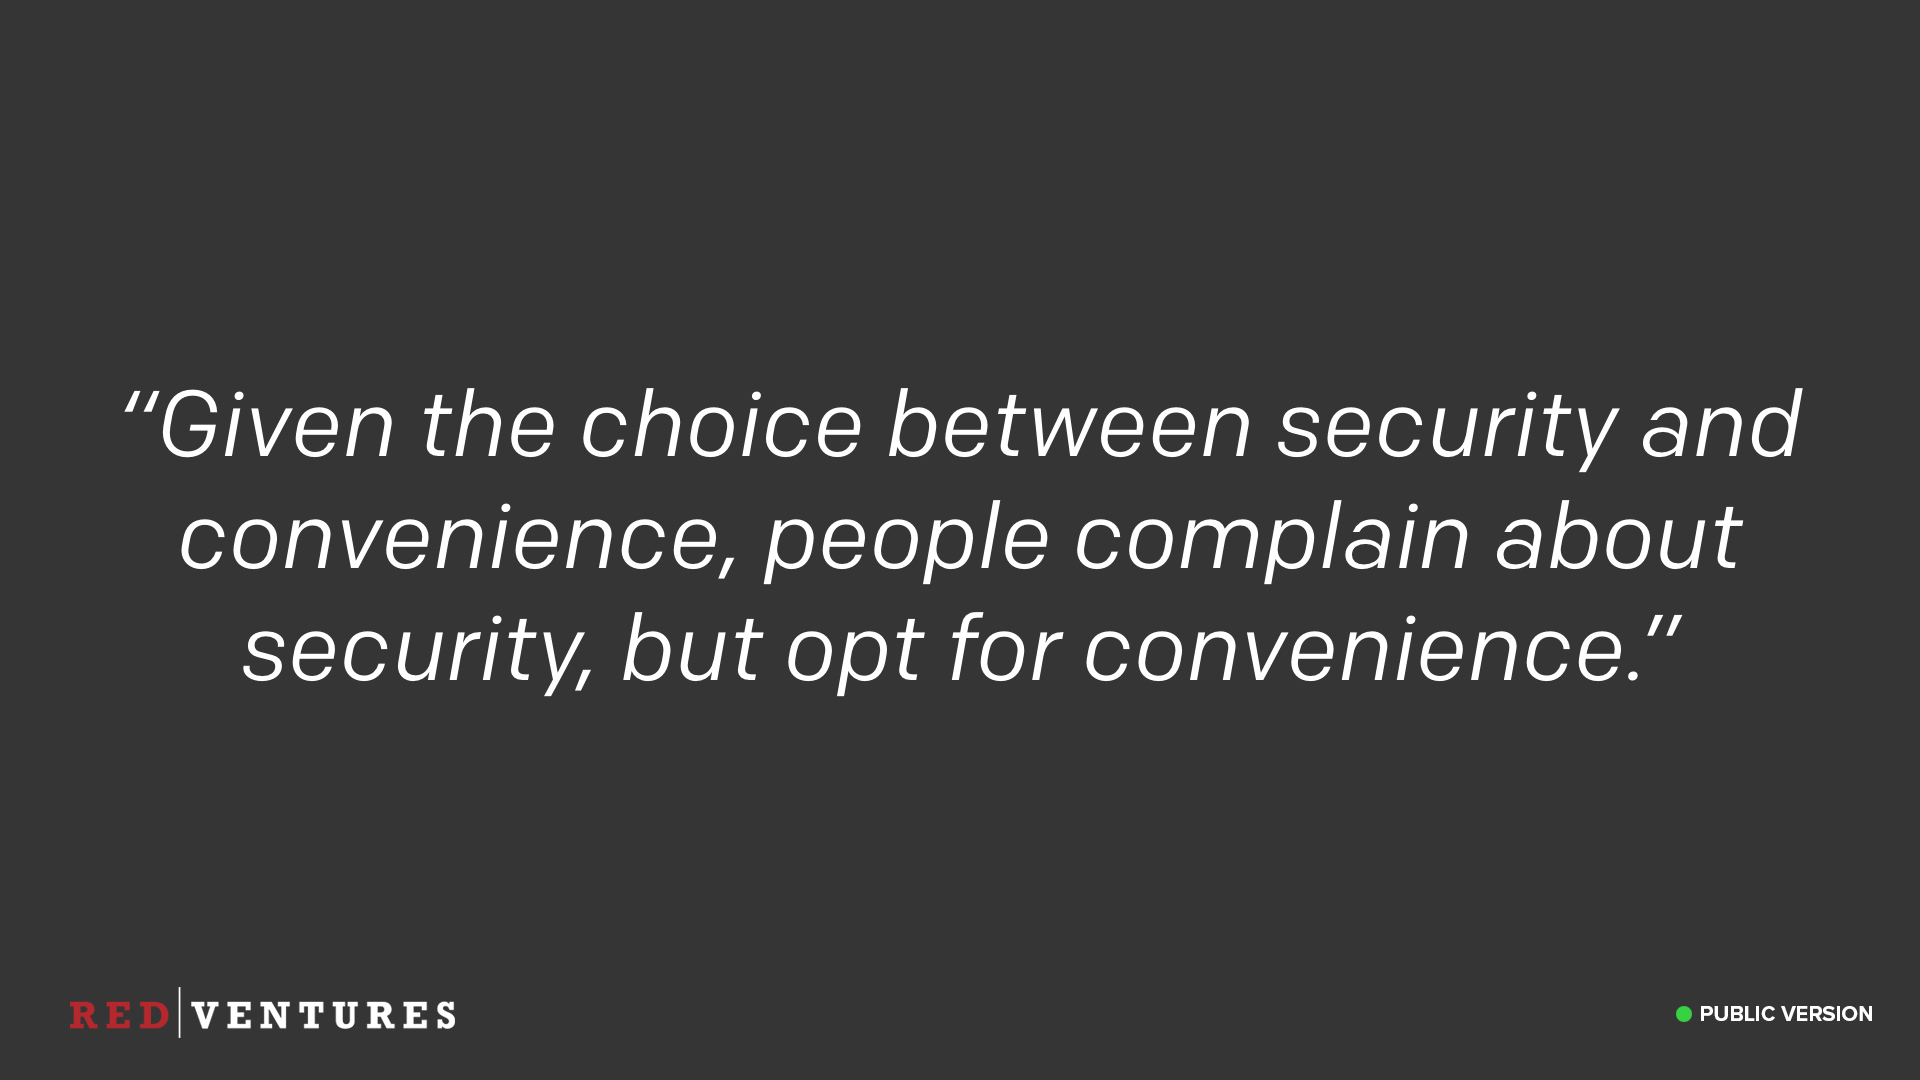 “Given the choice between security and
convenience, people complain about
security, but opt for convenience.”
RED|VENTURES
PUBLIC VERSION